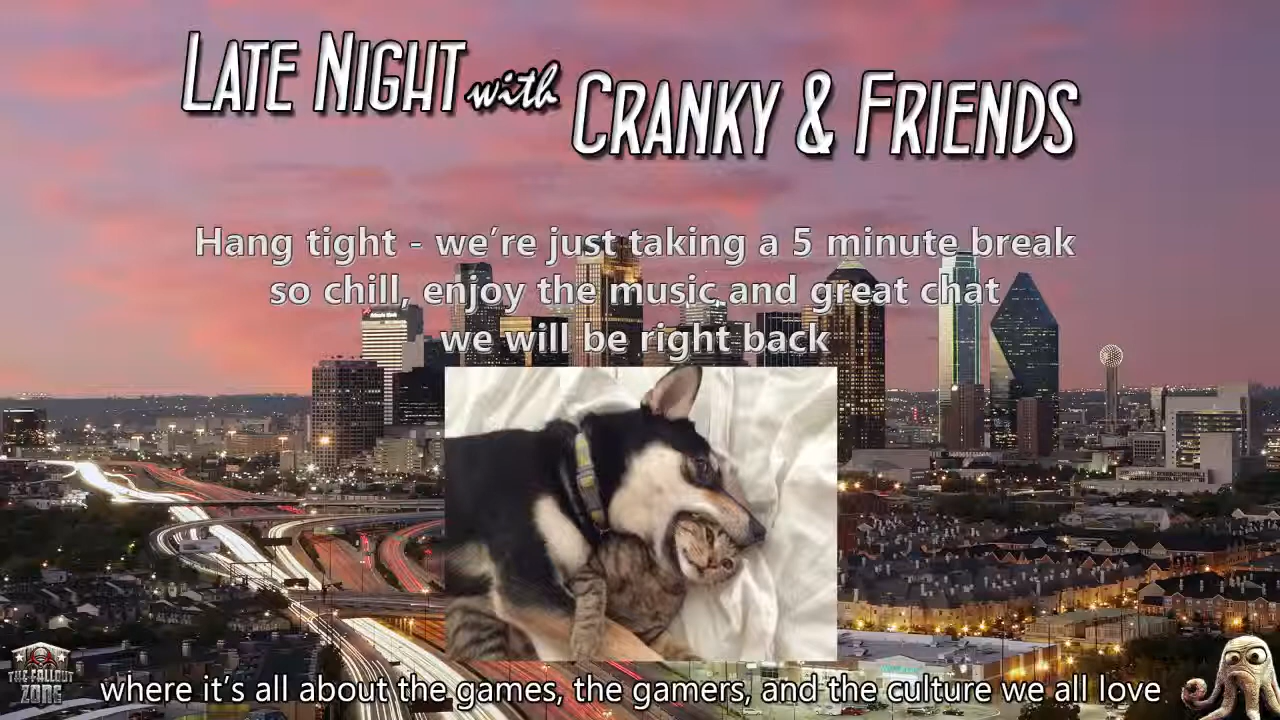 LATE NIGHT with CRANKY & FRIENDS
Hang tight - we're just taking a 5 minute break
so chill, enjoy the music and great chat
we will be right back
THE FALLOUT
ZONE
where it's all about the games, the gamers, and the culture we all love